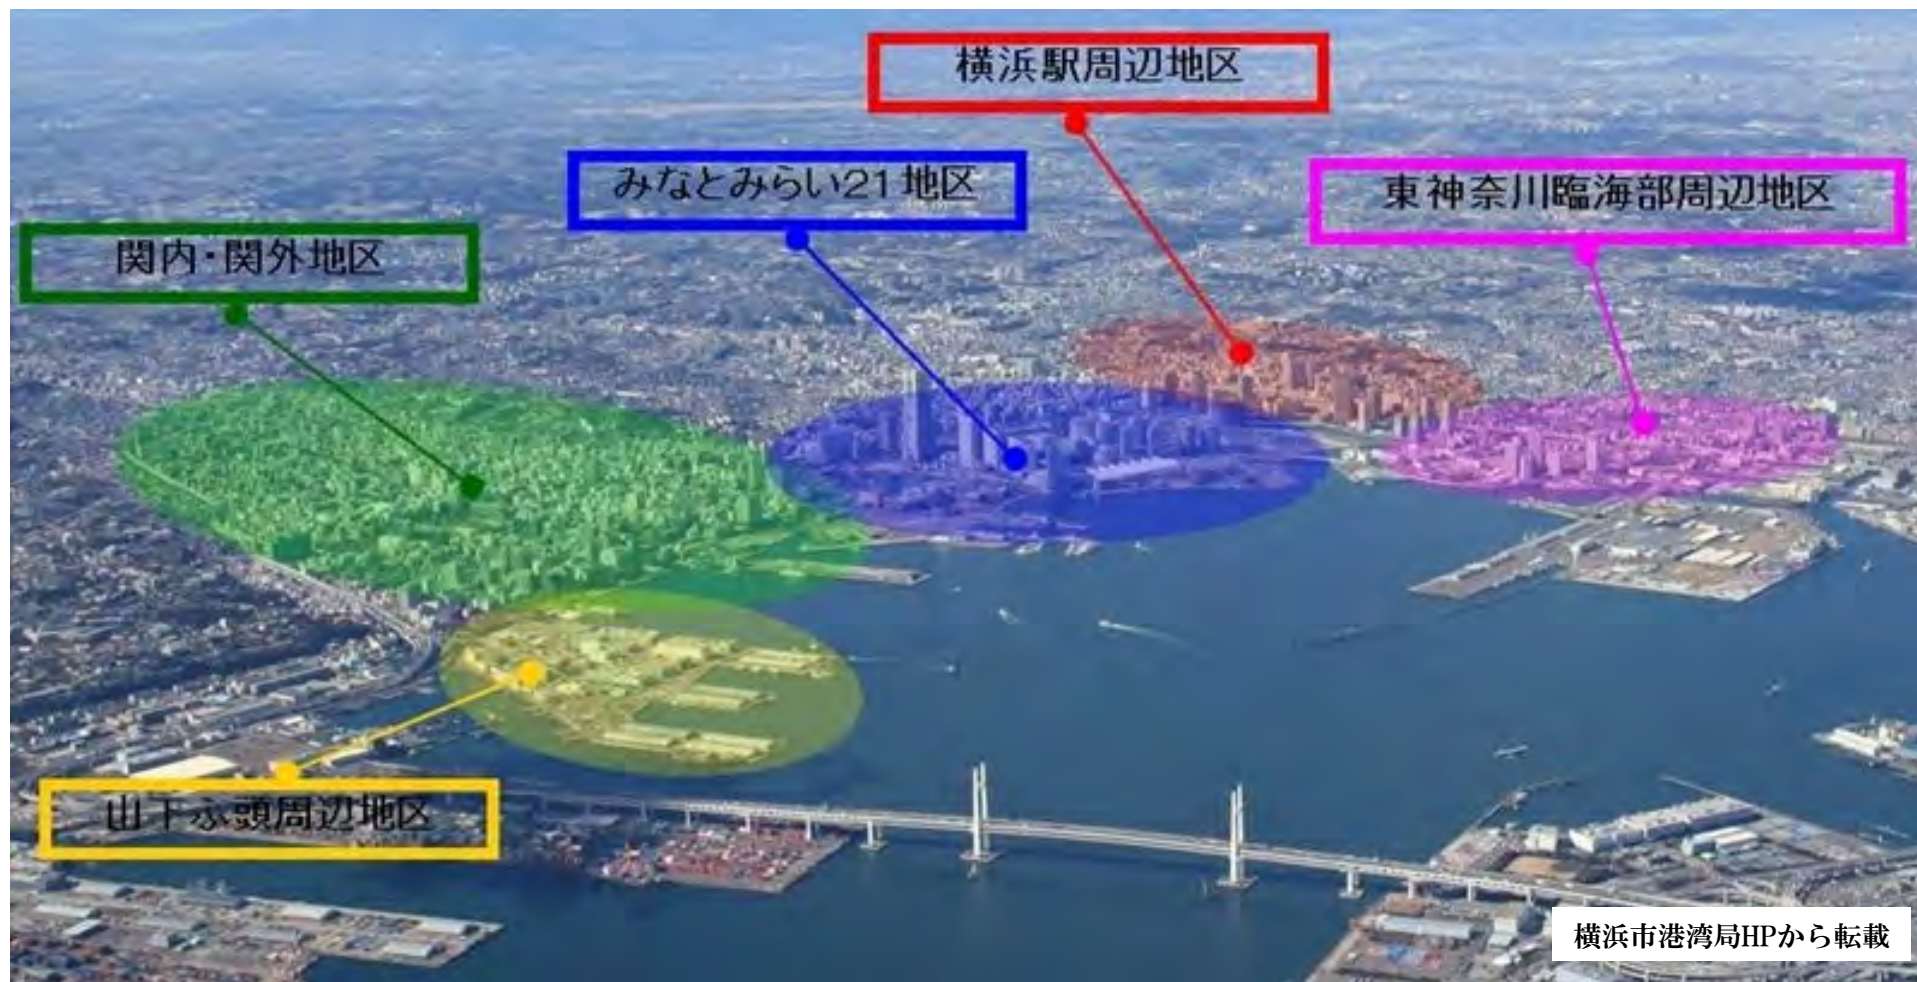 横浜駅周辺地区
みなとみらい21地区
東神奈川臨海部周辺地区
関内・関外地区
山下ふ頭周辺地区
横浜市港湾局HPから転載